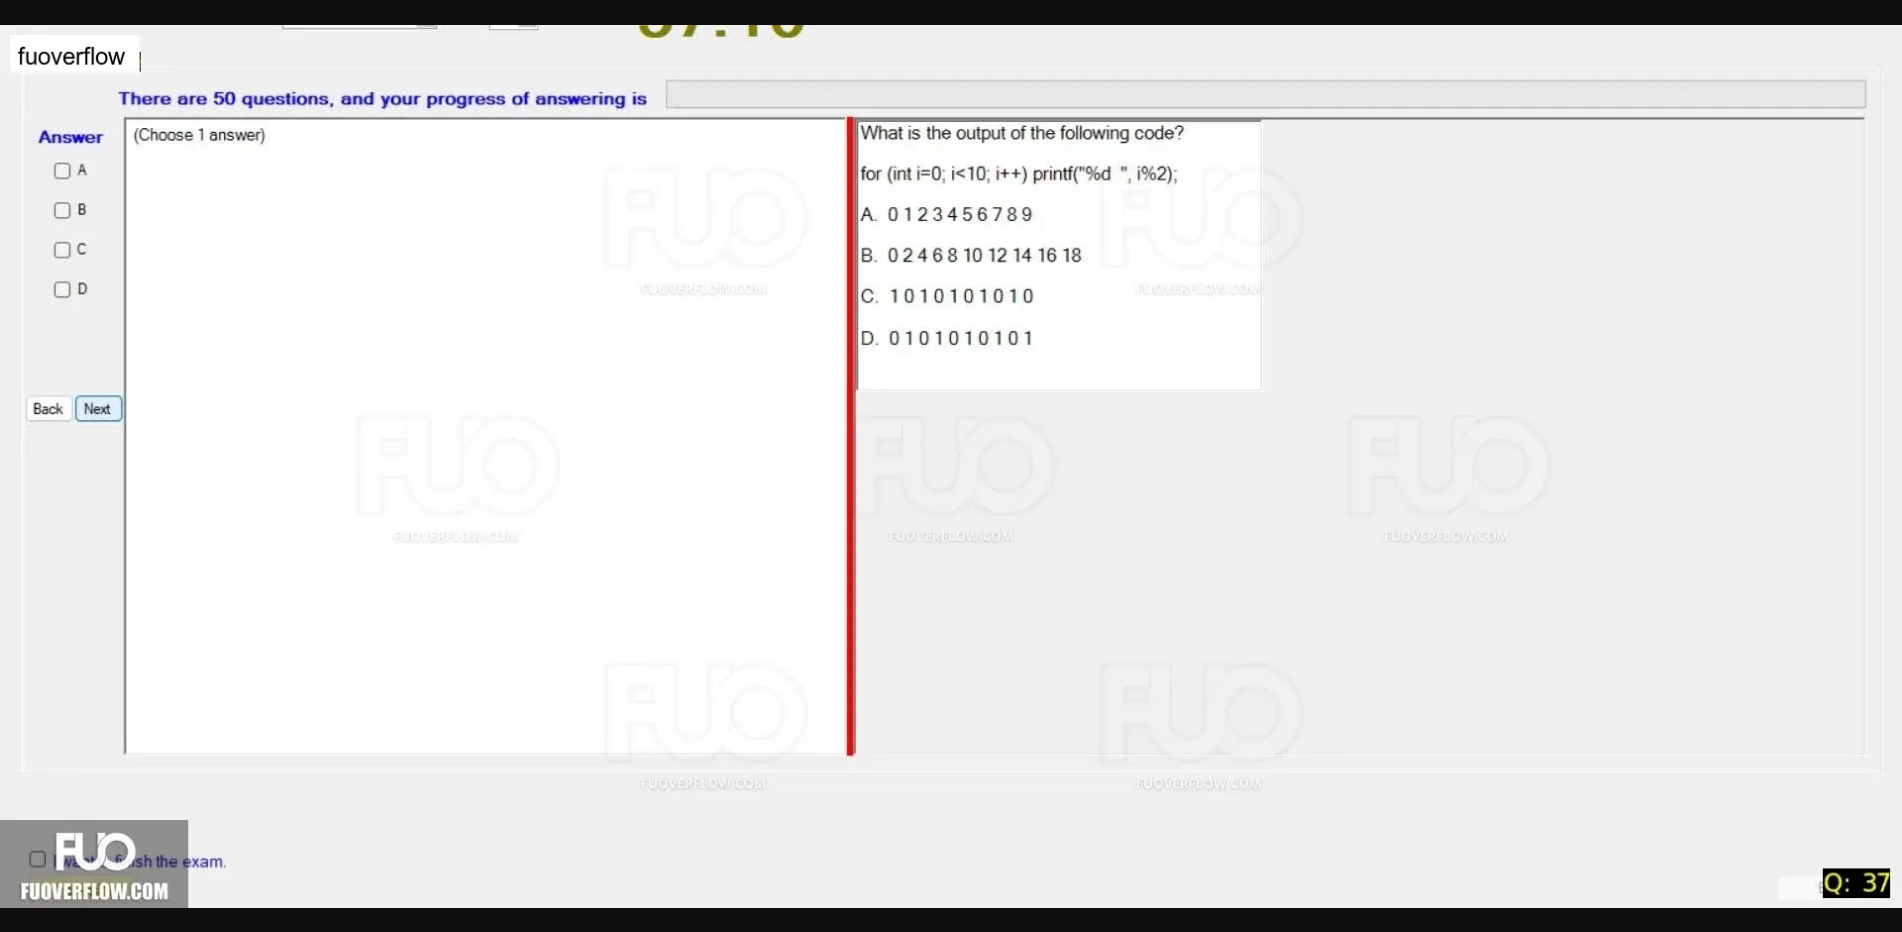 fuoverflow
There are 50 questions, and your progress of answering is
Answer
A
B
C
D
Back
Next
(Choose 1 answer)
What is the output of the following code?
for (int i=0; i<10; i++) printf("%d  ", i%2);
A.  0 1 2 3 4 5 6 7 8 9
B.  0 2 4 6 8 10 12 14 16 18
C.  1 0 1 0 1 0 1 0 1 0
D.  0 1 0 1 0 1 0 1 0 1
FUO
FUOVERFLOW.COM
FUO
FUOVERFLOW.COM
FUO
FUOVERFLOW.COM
FUO
FUOVERFLOW.COM
FUO
FUOVERFLOW.COM
FUO
FUOVERFLOW.COM
FUO
FUOVERFLOW.COM
the exam.
FUO
FUOVERFLOW.COM
Q: 37